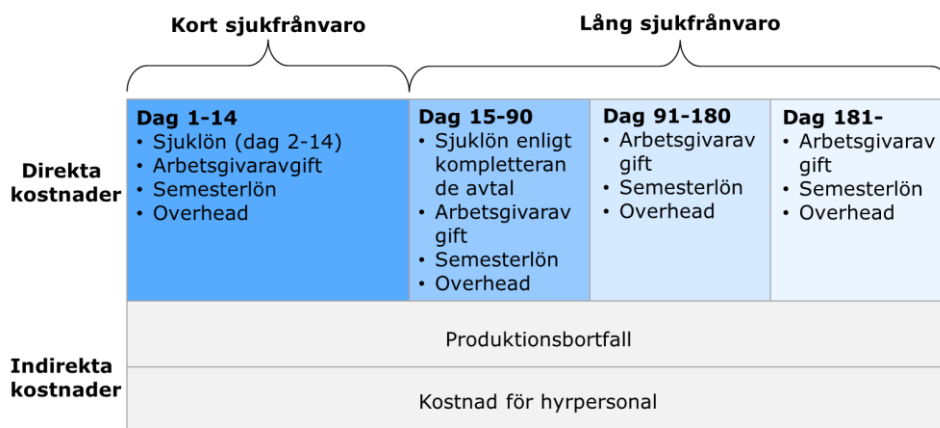 Kort sjukfrånvaro
Lång sjukfrånvaro
Direkta
kostnader
Dag 1-14
• Sjuklön (dag 2-14)
• Arbetsgivaravgift
• Semesterlön
• Overhead
Dag 15-90
• Sjuklön enligt
kompletteran
de avtal
• Arbetsgivarav
gift
• Semesterlön
• Overhead
Dag 91-180
• Arbetsgivarav
gift
• Semesterlön
• Overhead
Dag 181-
• Arbetsgivarav
gift
• Semesterlön
• Overhead
Indirekta
kostnader
Produktionsbortfall
Kostnad för hyrpersonal